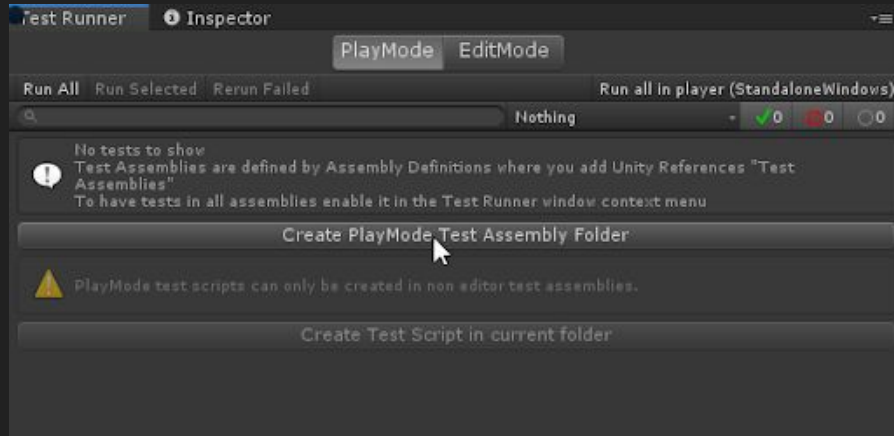 Test Runner
Inspector
PlayMode
EditMode
Run All Run Selected Rerun Failed
Run all in player (StandaloneWindows)
Nothing
0
0
0
No tests to show
Test Assemblies are defined by Assembly Definitions where you add Unity References "Test
Assemblies"
To have tests in all assemblies enable it in the Test Runner window context menu
Create PlayMode Test Assembly Folder
PlayMode test scripts can only be created in non editor test assemblies.
Create Test Script in current folder